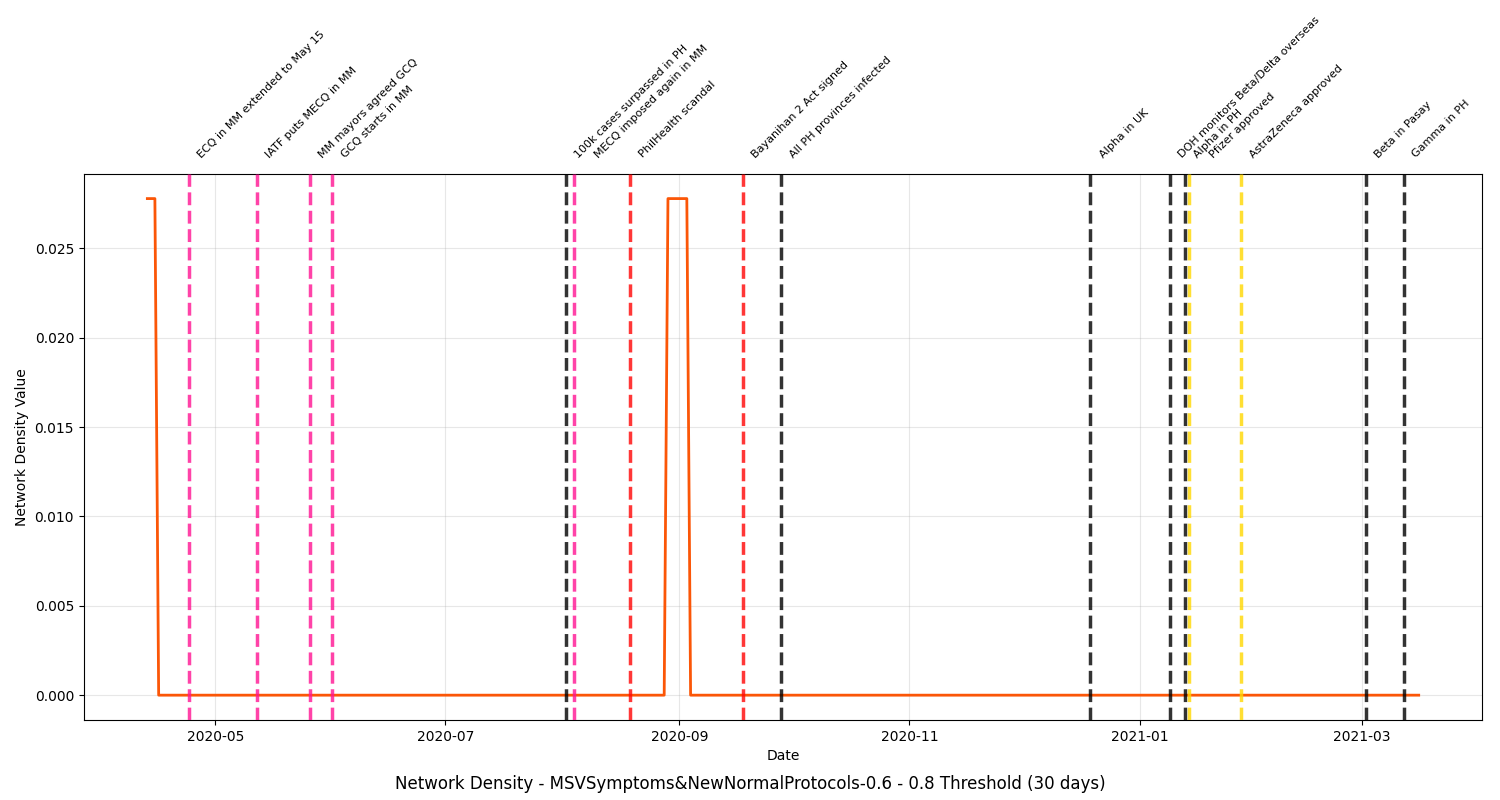 ECQ in MM extended to May 15
IATF puts MECQ in MM
MM mayors agreed GCQ
GCQ starts in MM
100k cases surpassed in PH
MECQ imposed again in MM
PhilHealth scandal
Bayanihan 2 Act signed
All PH provinces infected
Alpha in UK
DOH monitors Beta/Delta overseas
Alpha in PH
Pfizer approved
AstraZeneca approved
Beta in Pasay
Gamma in PH
Network Density Value
0.025
0.020
0.015
0.010
0.005
0.000
2020-05
2020-07
2020-09
2020-11
2021-01
2021-03
Date
Network Density - MSVSymptoms&NewNormalProtocols-0.6 - 0.8 Threshold (30 days)